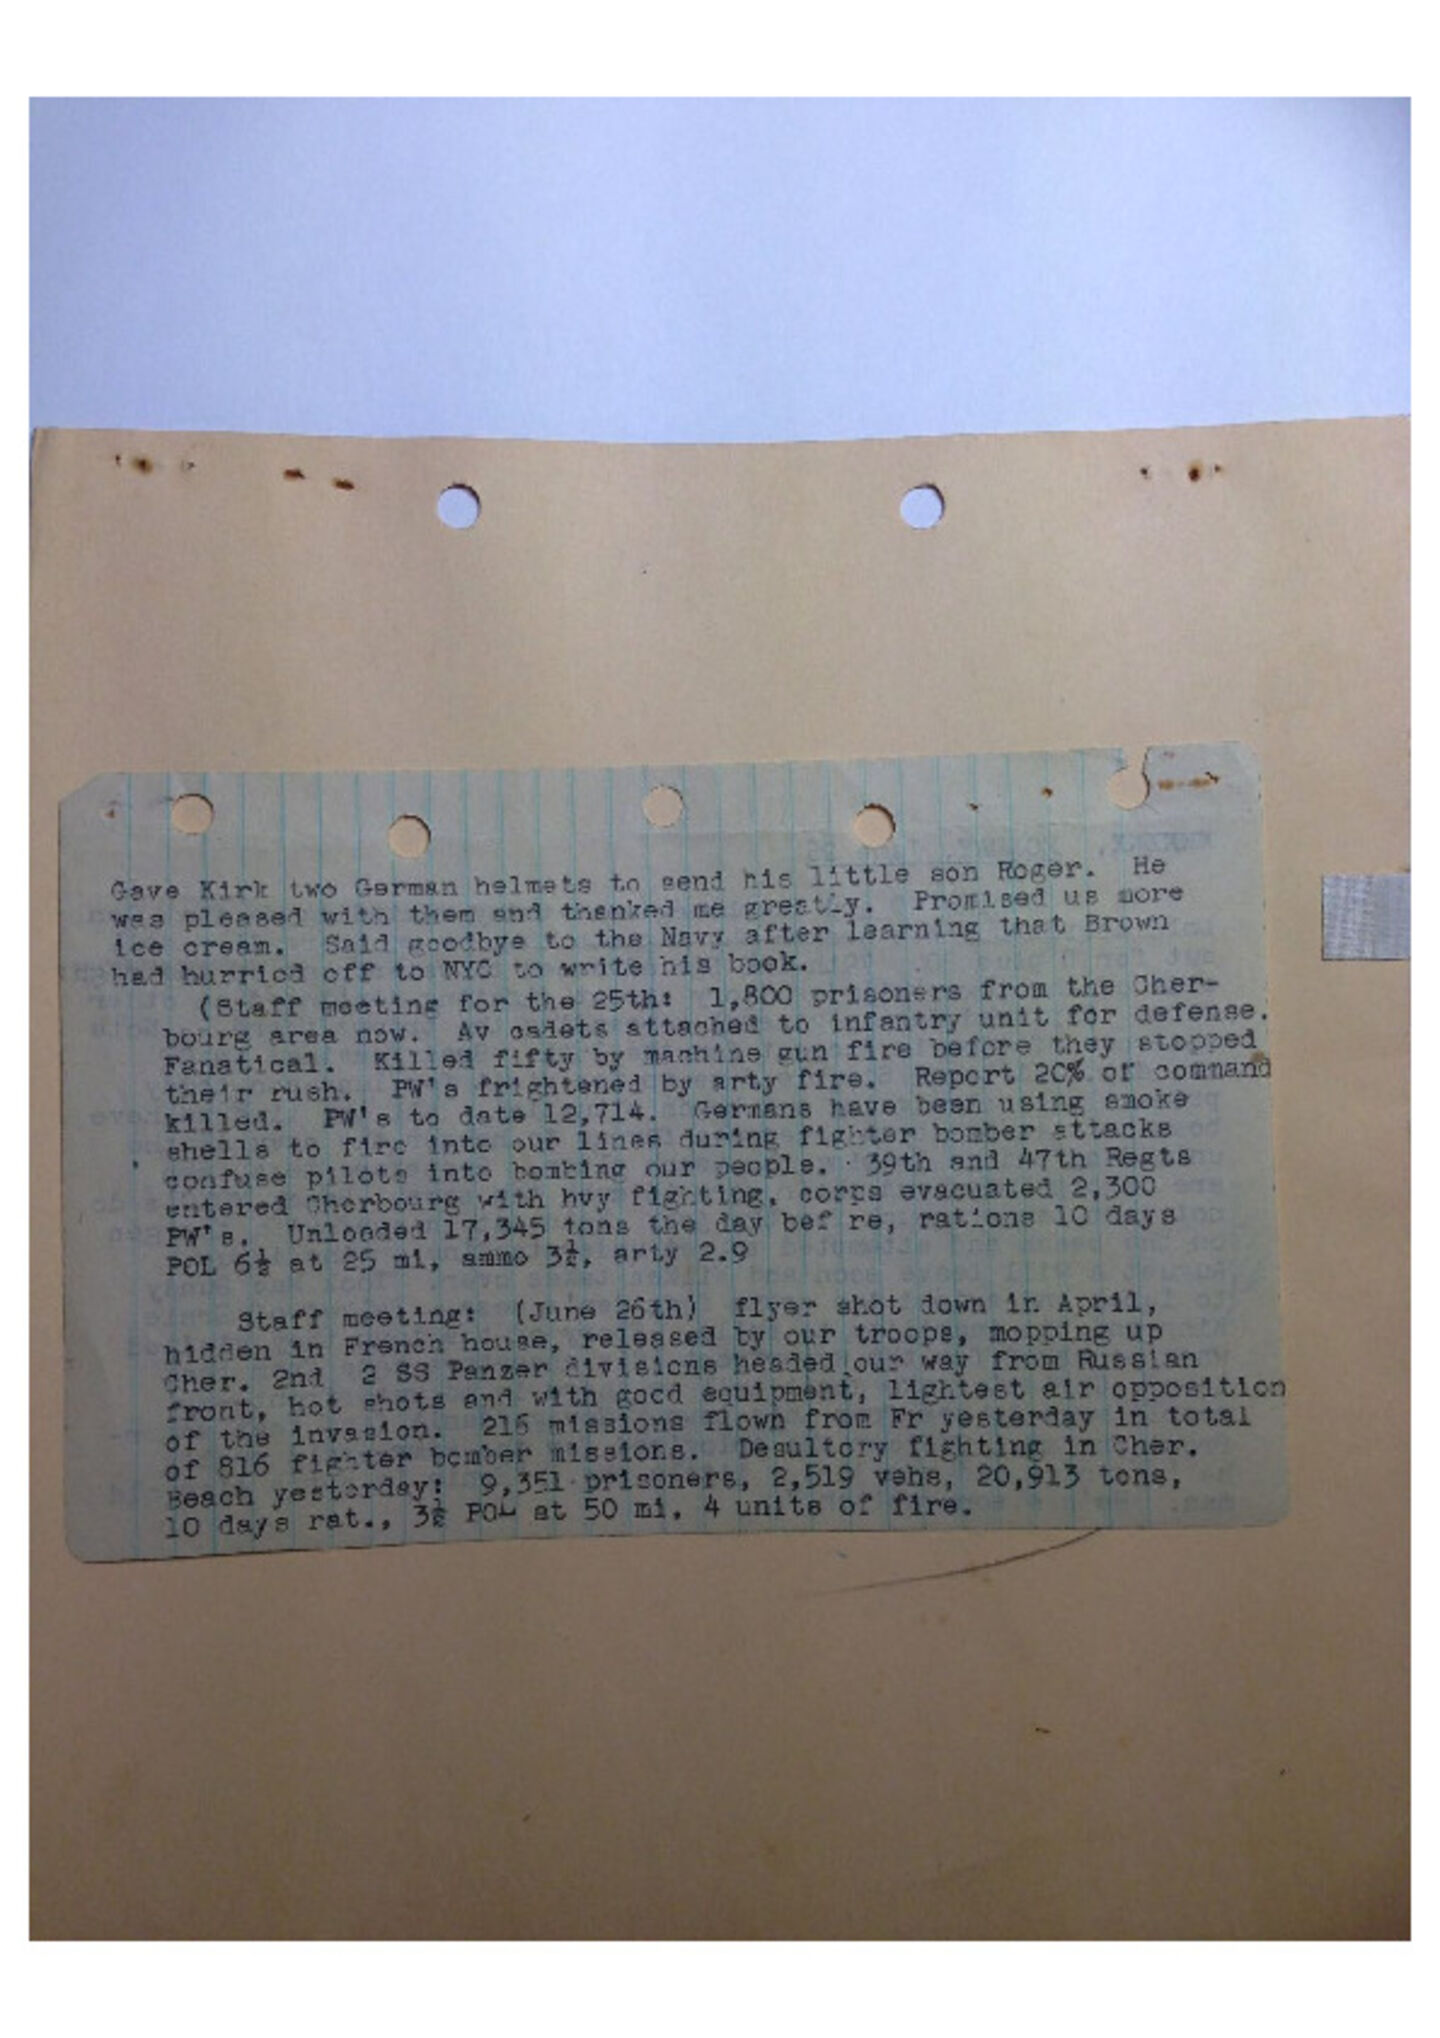 Gave Kirk two German helmets to send his little son Roger.  He
was pleased with them and thanked me greatly.  Promised us more
ice cream.  Said goodbye to the Navy after learning that Brown
had hurried off to NYC to write his book.
(Staff meeting for the 25th:  1,800 prisoners from the Cher-
bourg area now.  Av cadets attached to infantry unit for defense.
Fanatical.  Killed fifty by machine gun fire before they stopped
their rush.  PW's frightened by arty fire.  Report 20% of command
killed.  PW's to date 12,714.  Germans have been using smoke
shells to fire into our lines during fighter bomber attacks
confuse pilots into bombing our people.  39th and 47th Regts
entered Cherbourg with hvy fighting, corps evacuated 2,300
PW's.  Unloaded 17,345 tons the day bef re, rations 10 days
POL 6½ at 25 mi, ammo 3½, arty 2.9
Staff meeting:  (June 26th)  flyer shot down in April,
hidden in French house, released by our troops, mopping up
Cher. 2nd  2 SS Panzer divisions headed our way from Russian
front, hot shots and with good equipment, lightest air opposition
of the invasion.  216 missions flown from Fr yesterday in total
of 816 fighter bomber missions.  Desultory fighting in Cher.
Beach yesterday:  9,351 prisoners, 2,519 vehs, 20,913 tons,
10 days rat., 3½ POL at 50 mi, 4 units of fire.